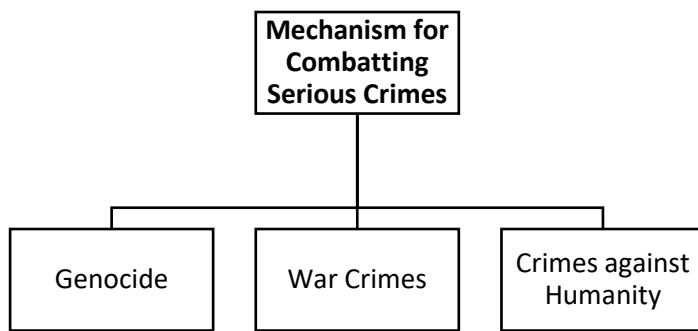 Mechanism for
Combatting
Serious Crimes
Genocide
War Crimes
Crimes against
Humanity